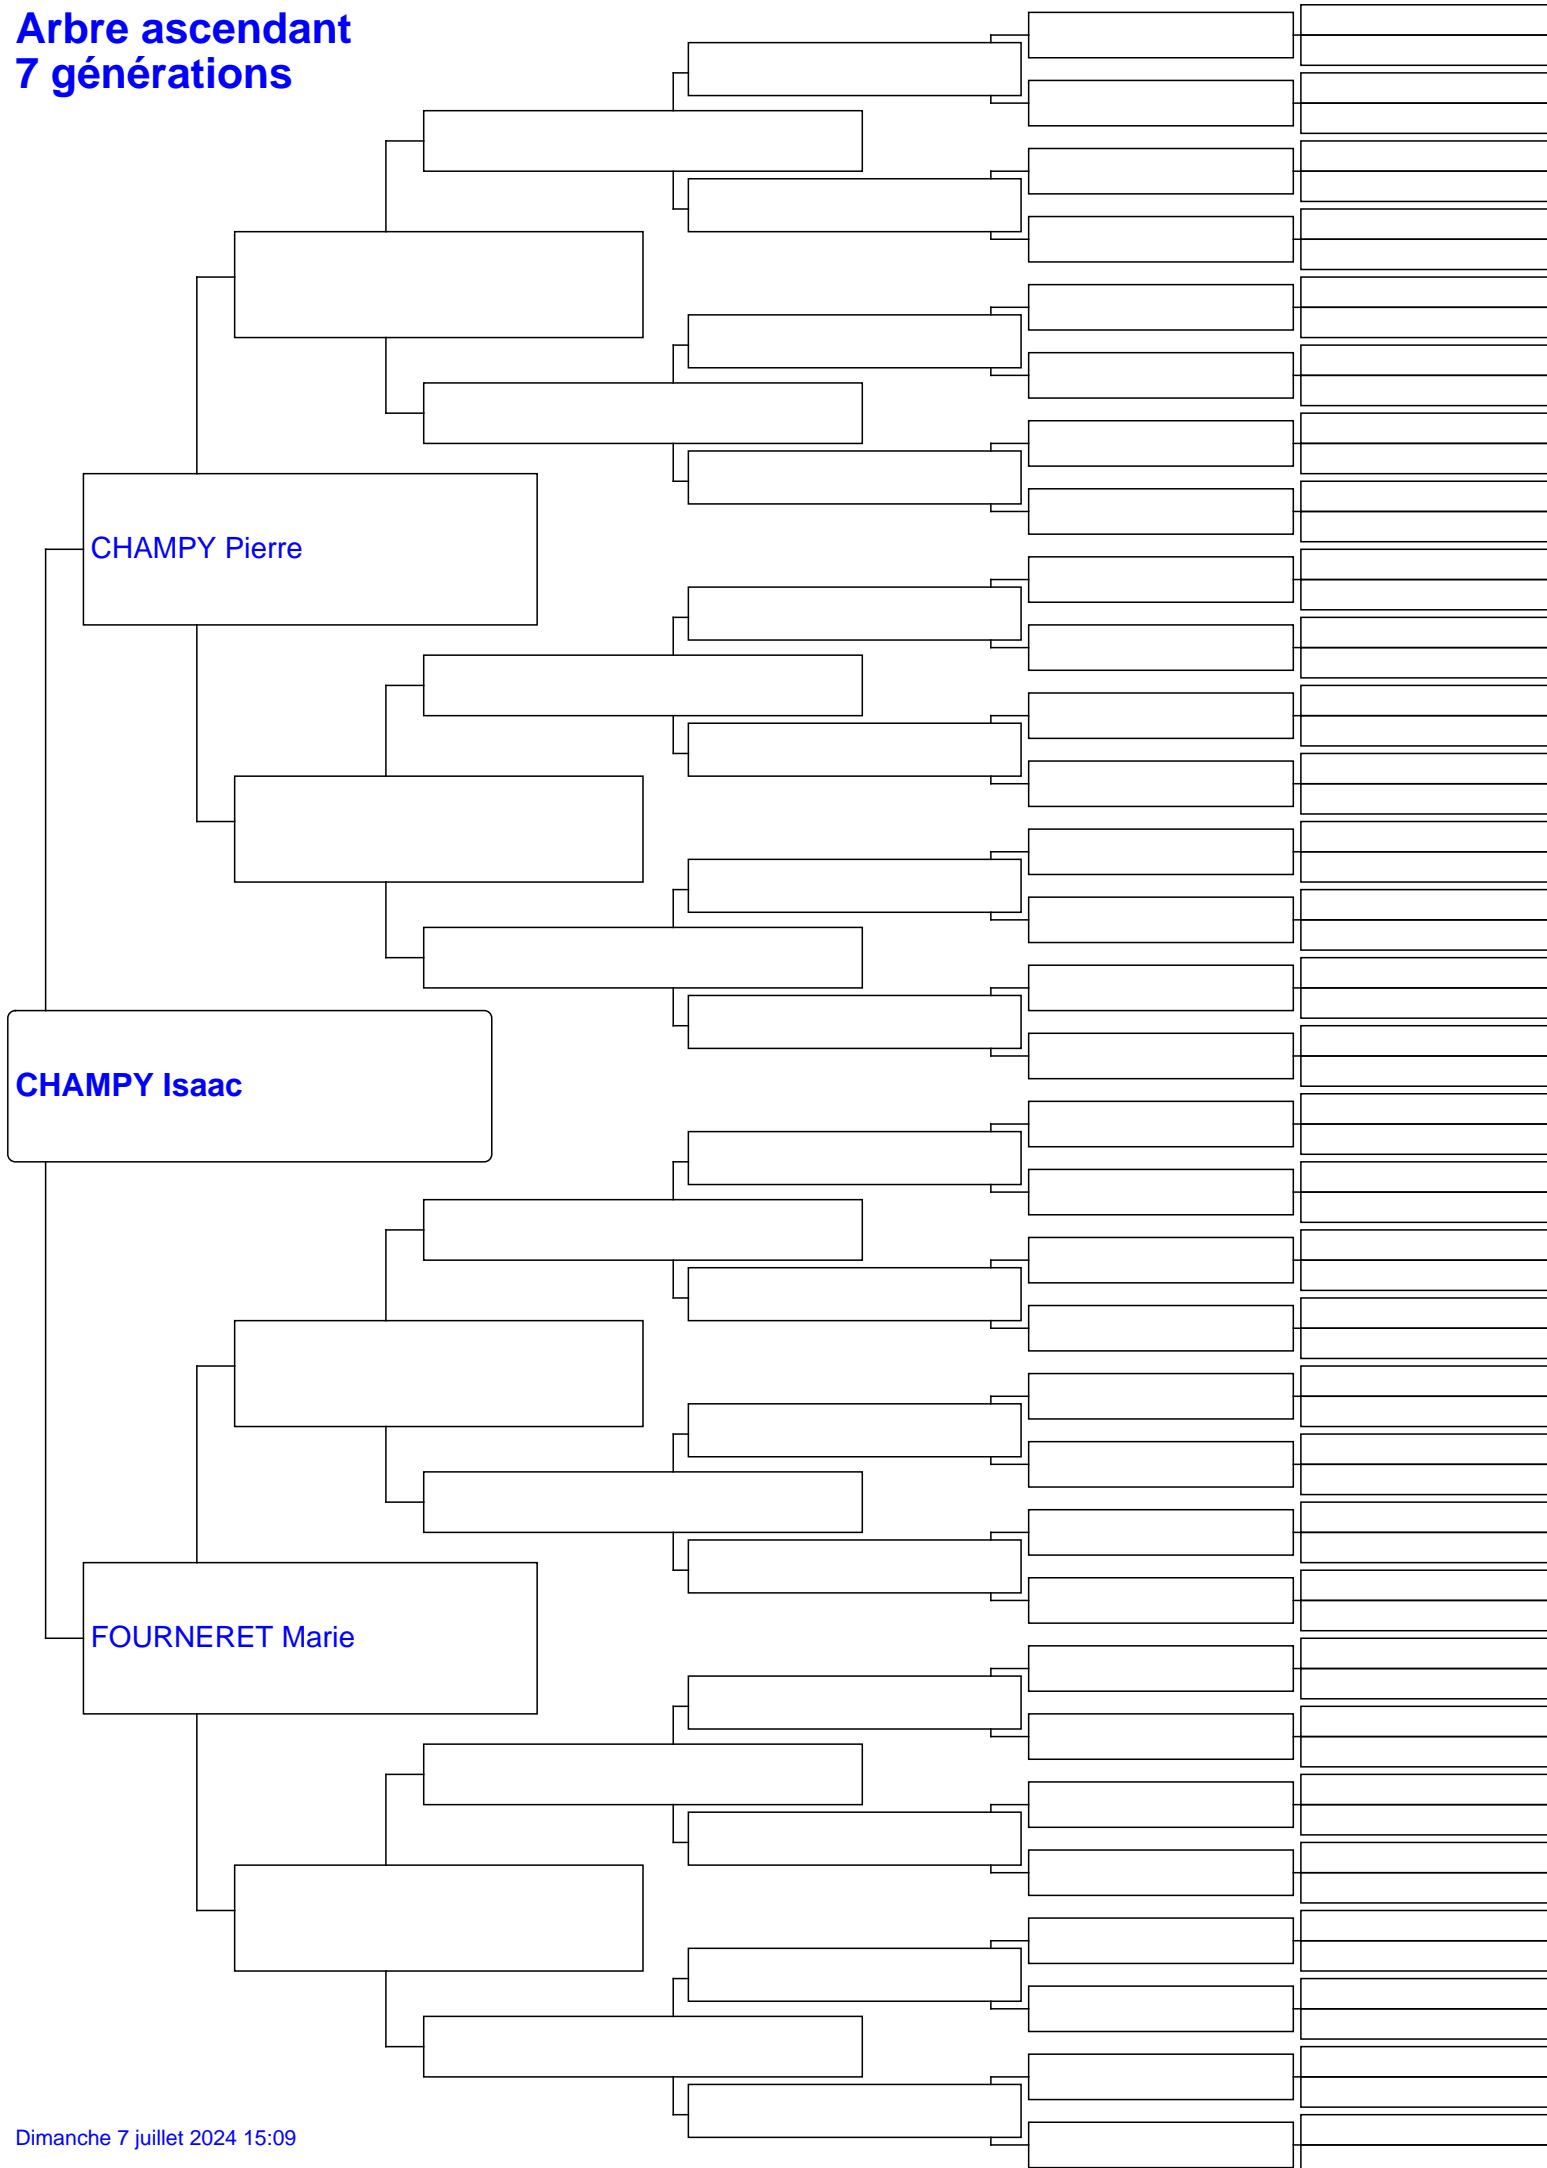 Arbre ascendant
7 générations
CHAMPY Pierre
CHAMPY Isaac
FOURNERET Marie
Dimanche 7 juillet 2024 15:09